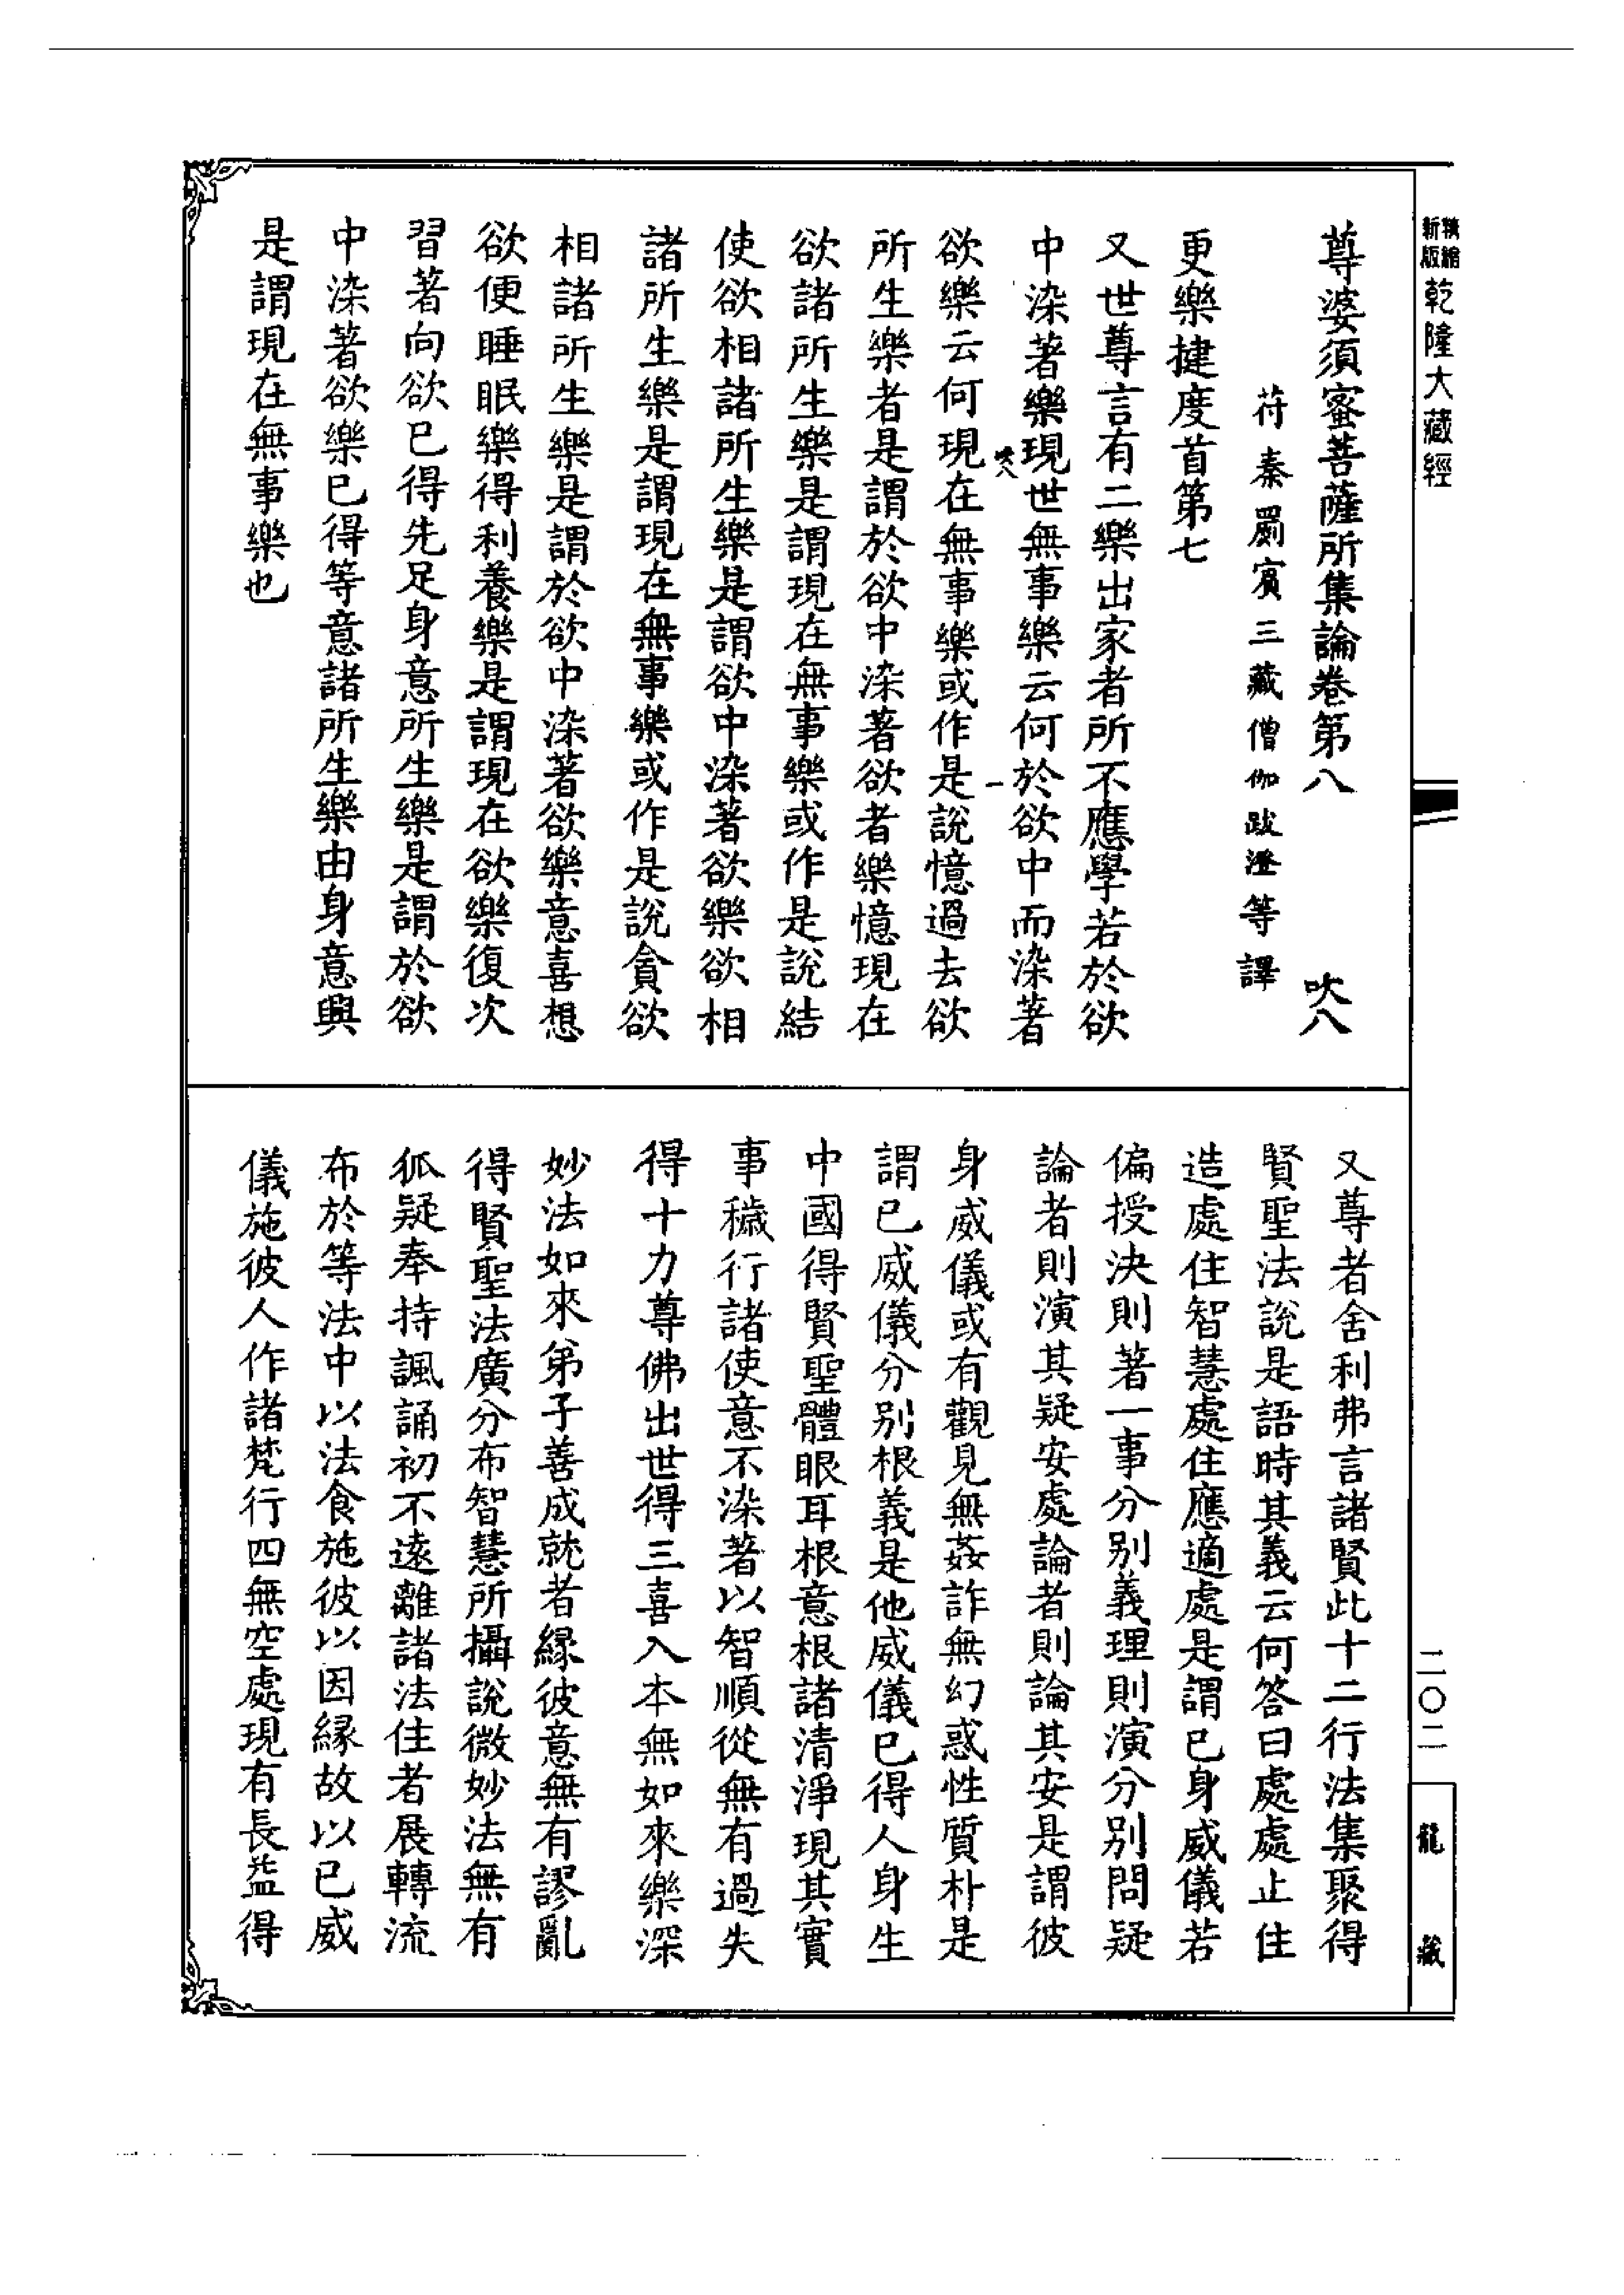 新版精繪乾隆大藏經
尊婆須蜜菩薩所集論卷第八　吠八
苻秦罽賓三藏僧伽跋澄等譯
更樂揵度首第七
又世尊言有二樂出家者所不應學若於欲
中染著樂現世無事樂云何於欲中而染著
吠八　一
欲樂云何現在無事樂或作是說憶過去欲
所生樂者是謂於欲中染著欲者樂憶現在
欲諸所生樂是謂現在無事樂或作是說結
使欲相諸所生樂是謂欲中染著欲樂欲相
諸所生樂是謂現在無事樂或作是說貪欲
相諸所生樂是謂於欲中染著欲樂意喜想
欲便睡眠樂得利養樂是謂現在欲樂復次
習著向欲已得先足身意所生樂是謂於欲
中染著欲樂已得等意諸所生樂由身意興
是謂現在無事樂也
又尊者舍利弗言諸賢此十二行法集聚得
賢聖法說是語時其義云何答曰處處止住
造處住智慧處住應適處是謂已身威儀若
偏授決則著一事分別義理則演分別問疑
論者則演其疑安處論者則論其安是謂彼
身威儀或有觀見無姦詐無幻惑性質朴是
謂已威儀分別根義是他威儀已得人身生
中國得賢聖體眼耳根意根諸清淨現其實
事穢行諸使意不染著以智順從無有過失
得十力尊佛出世得三喜入本無如來樂深
妙法如來弟子善成就者緣彼意無有謬亂
得賢聖法廣分布智慧所攝說微妙法無有
狐疑奉持諷誦初不遠離諸法住者展轉流
布於等法中以法食施彼以因緣故以已威
儀施彼人作諸梵行四無空處現有長益得
二〇二
龍藏